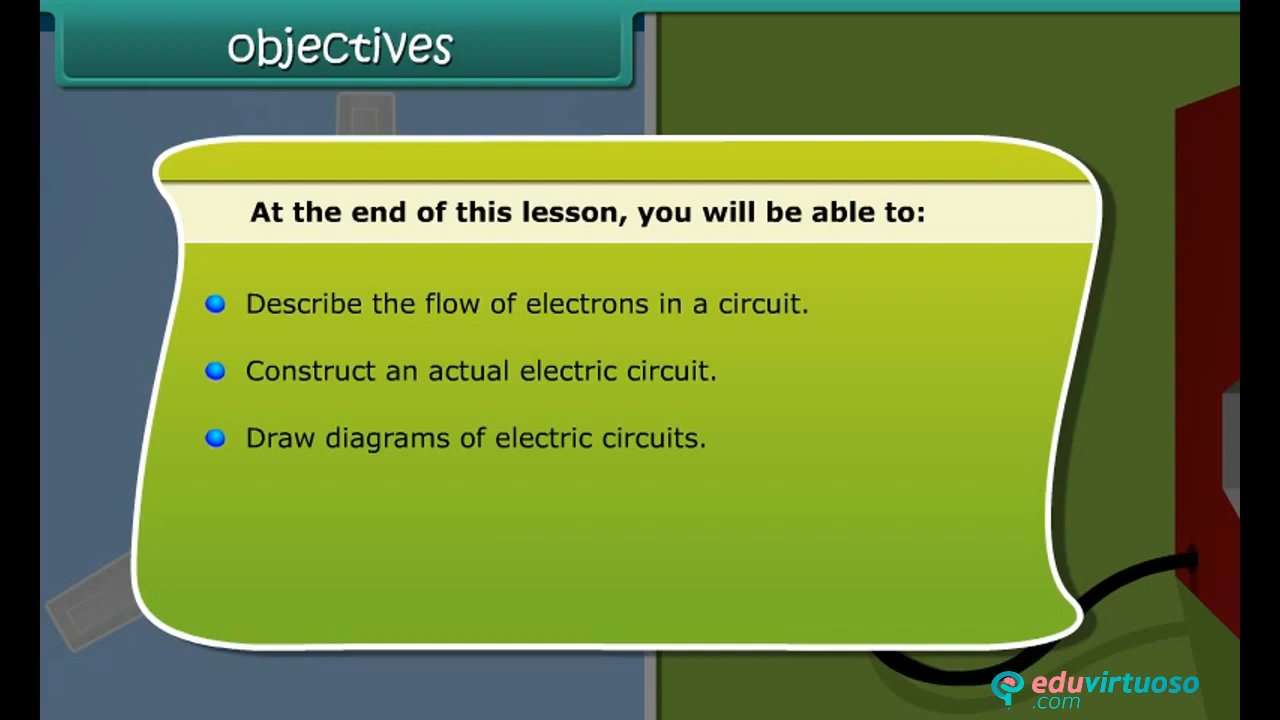 objectives
At the end of this lesson, you will be able to:
Describe the flow of electrons in a circuit.
Construct an actual electric circuit.
Draw diagrams of electric circuits.
eduvirtuoso
.com